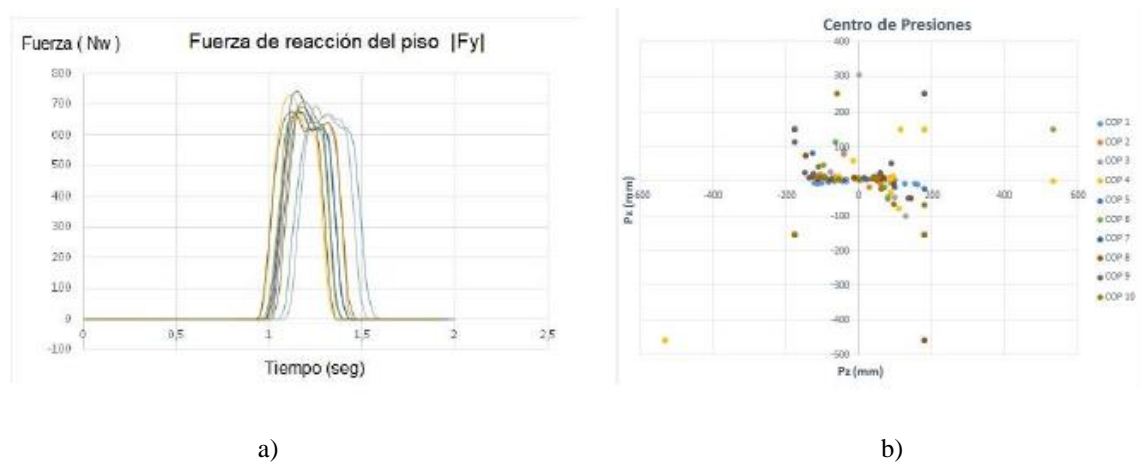 Fuerza ( Nw )
Fuerza de reacción del piso |Fy|
800
700
600
500
400
300
200
100
0
-100
0
0,5
1
1,5
2
2,5
Tiempo (seg)
a)
Centro de Presiones
400
300
200
100
-100
-200
-300
-400
-500
-600
-400
-200
0
200
400
600
Px (mm)
Pz (mm)
COP 1
COP 2
COP 3
COP 4
COP 5
COP 6
COP 7
COP 8
COP 9
COP 10
b)